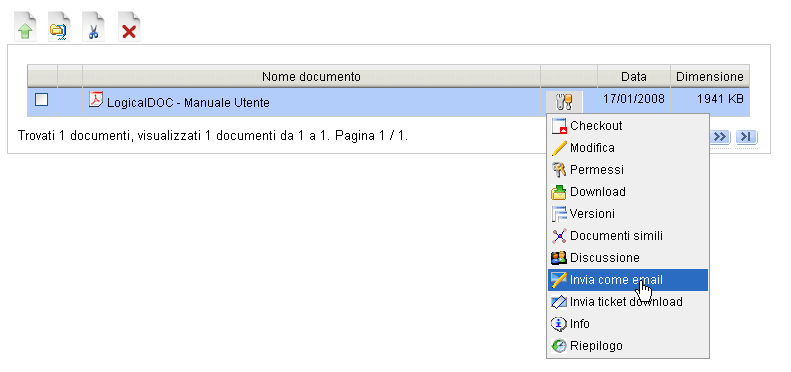 Nome documento Data Dimensione
LogicalDOC - Manuale Utente 17/01/2008 1941 KB
Trovati 1 documenti, visualizzati 1 documenti da 1 a 1. Pagina 1 / 1.
Checkout
Modifica
Permessi
Download
Versioni
Documenti simili
Discussione
Invia come email
Invia ticket download
Info
Riepilogo